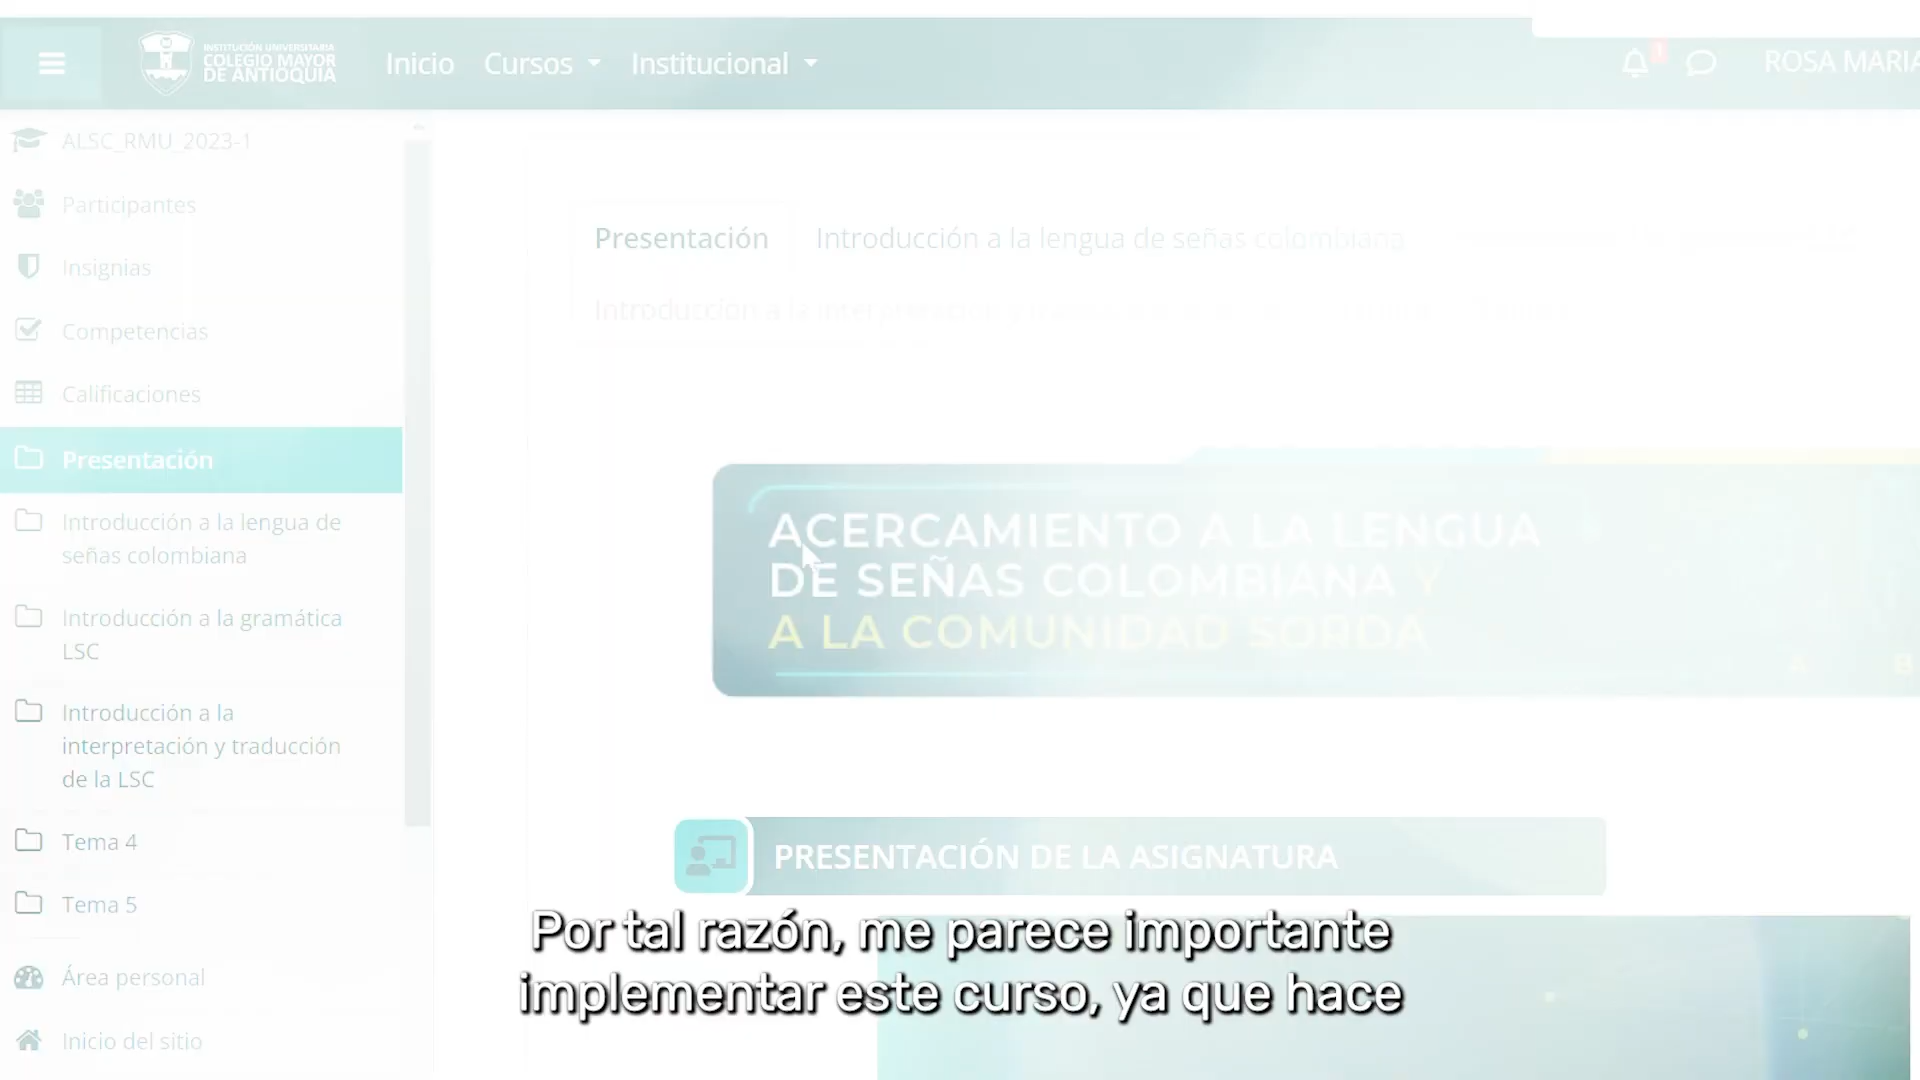 INSTITUCIÓN UNIVERSITARIA
COLEGIO MAYOR
DE ANTIOQUIA
Inicio
Cursos
Institucional
1
ROSA MARIA
ALSC_RMU_2023-1
Participantes
Insignias
Competencias
Calificaciones
Presentación
Introducción a la lengua de
señas colombiana
Introducción a la gramática
LSC
Introducción a la
interpretación y traducción
de la LSC
Tema 4
Tema 5
Área personal
Inicio del sitio
Presentación
Introducción a la lengua de señas colombiana
Introducción a la interpretación y
ACERCAMIENTO A LA LENGUA
DE SEÑAS COLOMBIANA Y
A LA COMUNIDAD SORDA
A B
PRESENTACIÓN DE LA ASIGNATURA
Por tal razón, me parece importante
implementar este curso, ya que hace